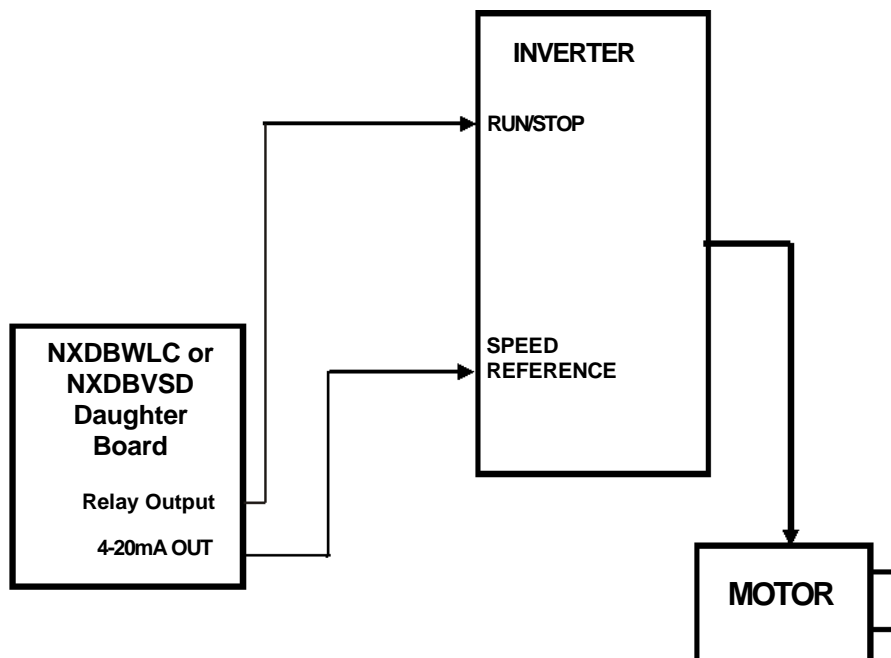 INVERTER
RUN/STOP
SPEED
REFERENCE
NXDBWLC or
NXDBVSD
Daughter
Board
Relay Output
4-20mA OUT
MOTOR